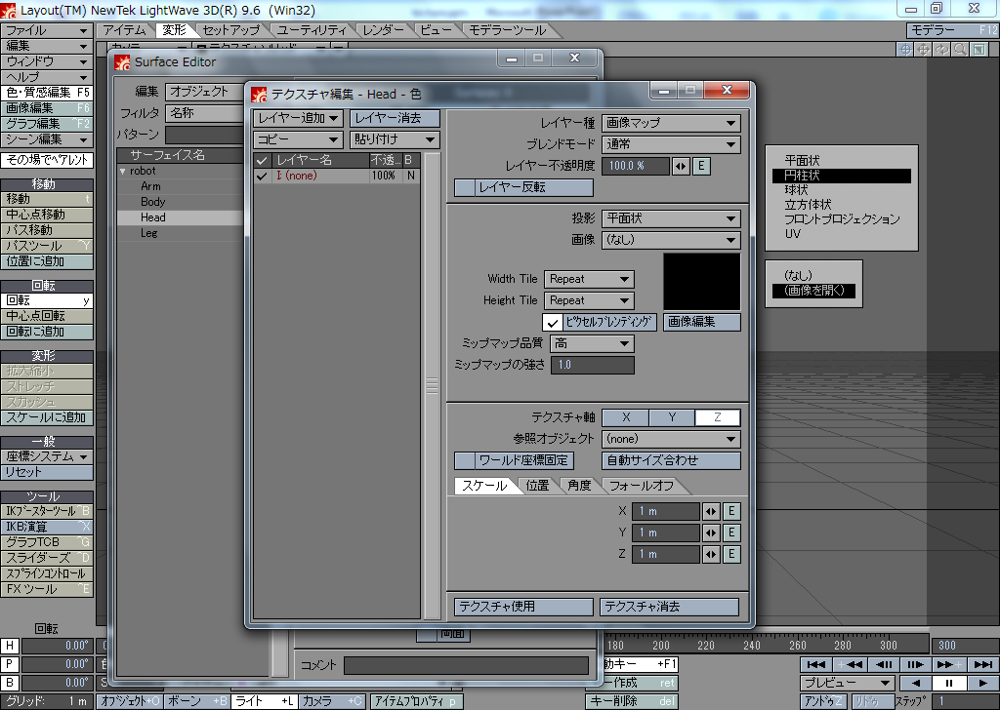 Layout(TM) NewTek LightWave 3D(R) 9.6 (Win32)
ファイル
アイテム 変形 セットアップ ユーティリティ レンダー ビュー モデラーツール
モデラー F12
編集
ウィンドウ
ヘルプ
色・質感編集 F5
画像編集 F6
グラフ編集 ^F2
シーン編集
その場でペアレント
移動
移動 t
中心点移動
パス移動
パスツール ^Y
位置に追加
回転
回転 y
中心点回転
回転に追加
変形
拡大縮小
ストレッチ
スカッシュ
スケールに追加
一般
座標システム
リセット
ツール
IKブースターツール ^B
IKB演算 ^X
グラフTCB ^G
スライダーズ ^D
スプラインコントロール
FXツール ^E
回転
H 0.00°
P 0.00°
B 0.00°
グリッド: 1 m
Surface Editor
編集 オブジェクト
フィルタ 名称
パターン
サーフェイス名
robot
Arm
Body
Head
Leg
両面
コメント
テクスチャ編集 - Head - 色
レイヤー追加 レイヤー消去
コピー 貼り付け
レイヤー名 不透... B
I: (none) 100% N
レイヤー種 画像マップ
ブレンドモード 通常
レイヤー不透明度 100.0 % E
レイヤー反転
投影 平面状
画像 (なし)
Width Tile Repeat
Height Tile Repeat
ピクセルブレンディング 画像編集
ミップマップ品質 高
ミップマップの強さ 1.0
テクスチャ軸 X Y Z
参照オブジェクト (none)
ワールド座標固定 自動サイズ合わせ
スケール 位置 角度 フォールオフ
X 1 m E
Y 1 m E
Z 1 m E
テクスチャ使用 テクスチャ消去
平面状
円柱状
球状
立方体状
フロントプロジェクション
UV
(なし)
(画像を開く)
180 200 220 240 260 280 300 300
動キー +F1
作成 ret
プレビュー
オブジェクト+O ボーン +B ライト +L カメラ +C アイテムプロパティ p
キー削除 del
アンドゥZ リドゥ ステップ? 1